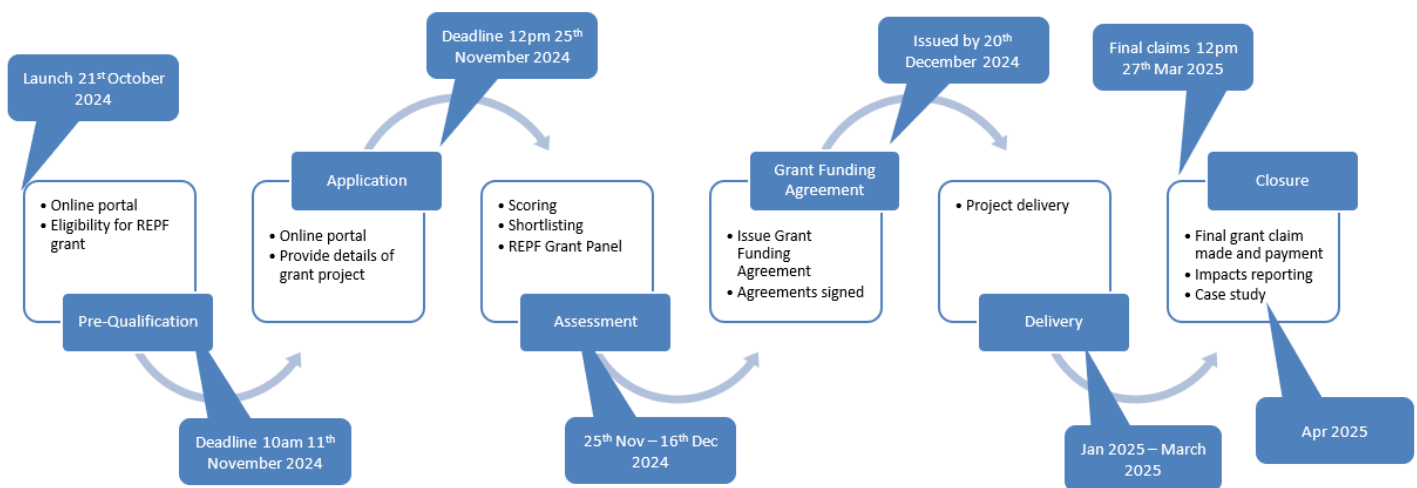 Launch 21st October
2024
• Online portal
• Eligibility for REPF
grant
Pre-Qualification
Deadline 10am 11th
November 2024
Deadline 12pm 25th
November 2024
Application
• Online portal
• Provide details of
grant project
• Scoring
• Shortlisting
• REPF Grant Panel
Assessment
25th Nov – 16th Dec
2024
Issued by 20th
December 2024
Grant Funding
Agreement
• Issue Grant
Funding
Agreement
• Agreements signed
• Project delivery
Delivery
Jan 2025 – March
2025
Final claims 12pm
27th Mar 2025
Closure
• Final grant claim
made and payment
• Impacts reporting
• Case study
Apr 2025